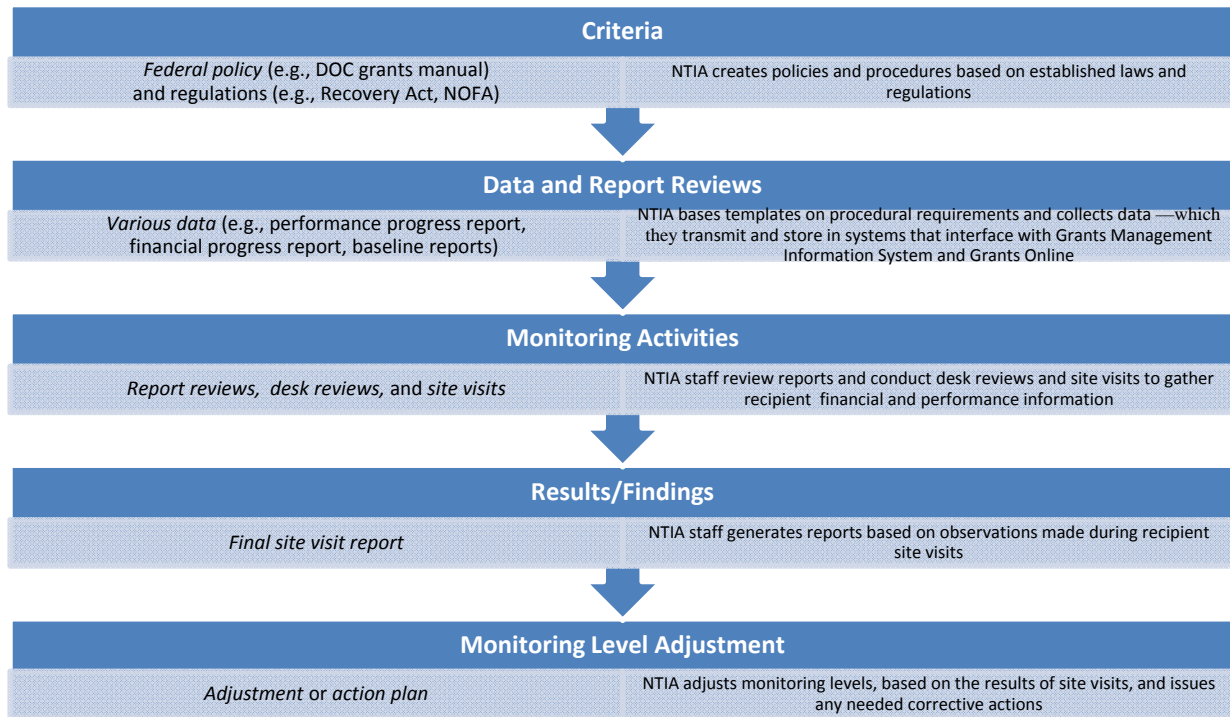 Criteria
Federal policy (e.g., DOC grants manual)
and regulations (e.g., Recovery Act, NOFA)
NTIA creates policies and procedures based on established laws and
regulations
Data and Report Reviews
Various data (e.g., performance progress report,
financial progress report, baseline reports)
NTIA bases templates on procedural requirements and collects data —which
they transmit and store in systems that interface with Grants Management
Information System and Grants Online
Monitoring Activities
Report reviews, desk reviews, and site visits
NTIA staff review reports and conduct desk reviews and site visits to gather
recipient financial and performance information
Results/Findings
Final site visit report
NTIA staff generates reports based on observations made during recipient
site visits
Monitoring Level Adjustment
Adjustment or action plan
NTIA adjusts monitoring levels, based on the results of site visits, and issues
any needed corrective actions